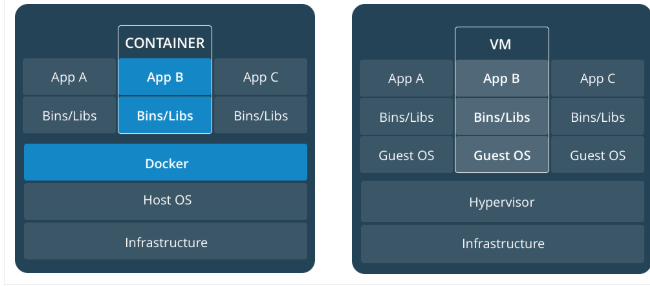 CONTAINER
App A App B App C
Bins/Libs Bins/Libs Bins/Libs
Docker
Host OS
Infrastructure
VM
App A App B App C
Bins/Libs Bins/Libs Bins/Libs
Guest OS Guest OS Guest OS
Hypervisor
Infrastructure